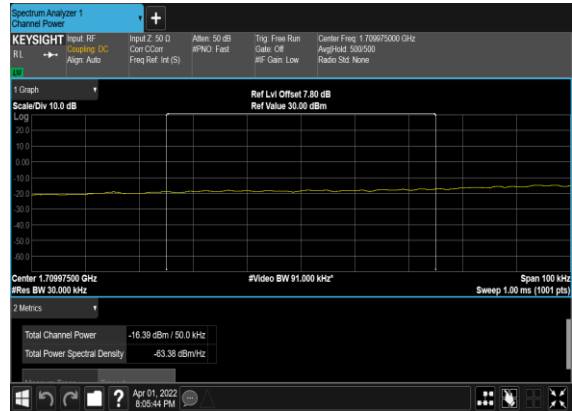 Spectrum Analyzer 1
Channel Power
+
KEYSIGHT Input: RF Input Z: 50 Ω Atten: 50 dB Trig: Free Run Center Freq: 1.709975000 GHz
RL Coupling: DC Corr CCorr #PNO: Fast Gate: Off Avg|Hold: 500/500
Align: Auto Freq Ref: Int (S) #IF Gain: Low Radio Std: None
1 Graph
Ref Lvl Offset 7.80 dB
Scale/Div 10.0 dB Ref Value 30.00 dBm
Log
20.0
10.0
0.00
-10.0
-20.0
-30.0
-40.0
-50.0
-60.0
Center 1.70997500 GHz #Video BW 91.000 kHz* Span 100 kHz
#Res BW 30.000 kHz Sweep 1.00 ms (1001 pts)
2 Metrics
Total Channel Power -16.39 dBm / 50.0 kHz
Total Power Spectral Density -63.38 dBm/Hz
? Apr 01, 2022
8:05:44 PM